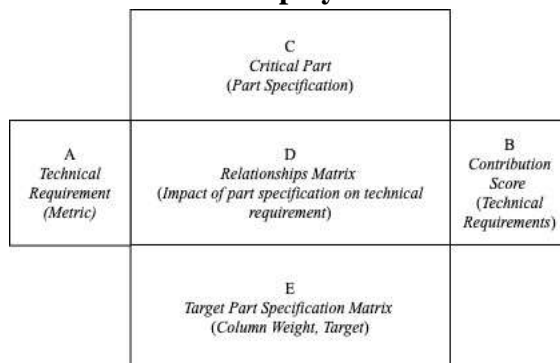 C
Critical Part
(Part Specification)
A
Technical
Requirement
(Metric)
D
Relationships Matrix
(Impact of part specification on technical
requirement)
B
Contribution
Score
(Technical
Requirements)
E
Target Part Specification Matrix
(Column Weight, Target)